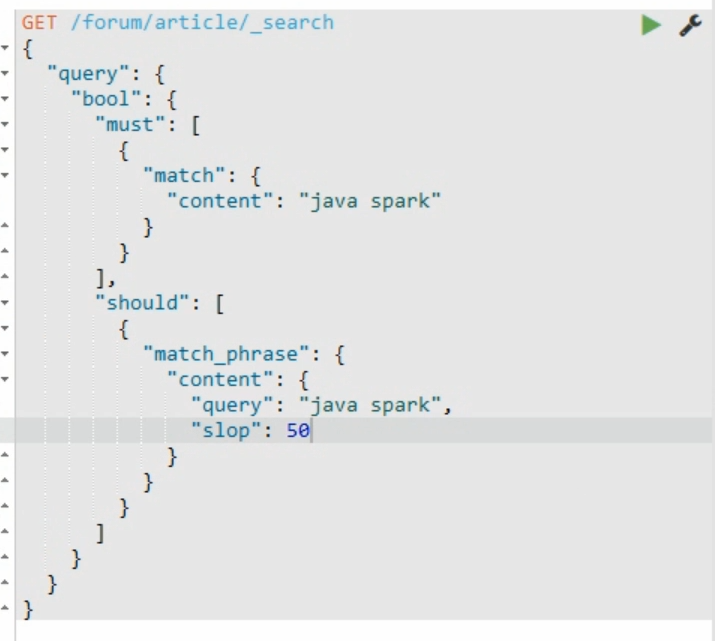 GET /forum/article/_search
{
  "query": {
    "bool": {
      "must": [
        {
          "match": {
            "content": "java spark"
          }
        }
      ],
      "should": [
        {
          "match_phrase": {
            "content": {
              "query": "java spark",
              "slop": 50
            }
          }
        }
      ]
    }
  }
}